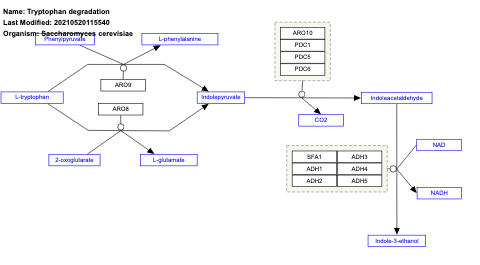 Name: Tryptophan degradation
Last Modified: 20210520115540
Organism: Saccharomyces cerevisiae
Phenylpyruvate
L-phenylalanine
ARO10
PDC1
PDC5
PDC6
ARO9
L-tryptophan
Indolepyruvate
Indoleacetaldehyde
ARO8
CO2
2-oxoglutarate
L-glutamate
SFA1 ADH3
ADH1 ADH4
ADH2 ADH5
NAD
NADH
Indole-3-ethanol